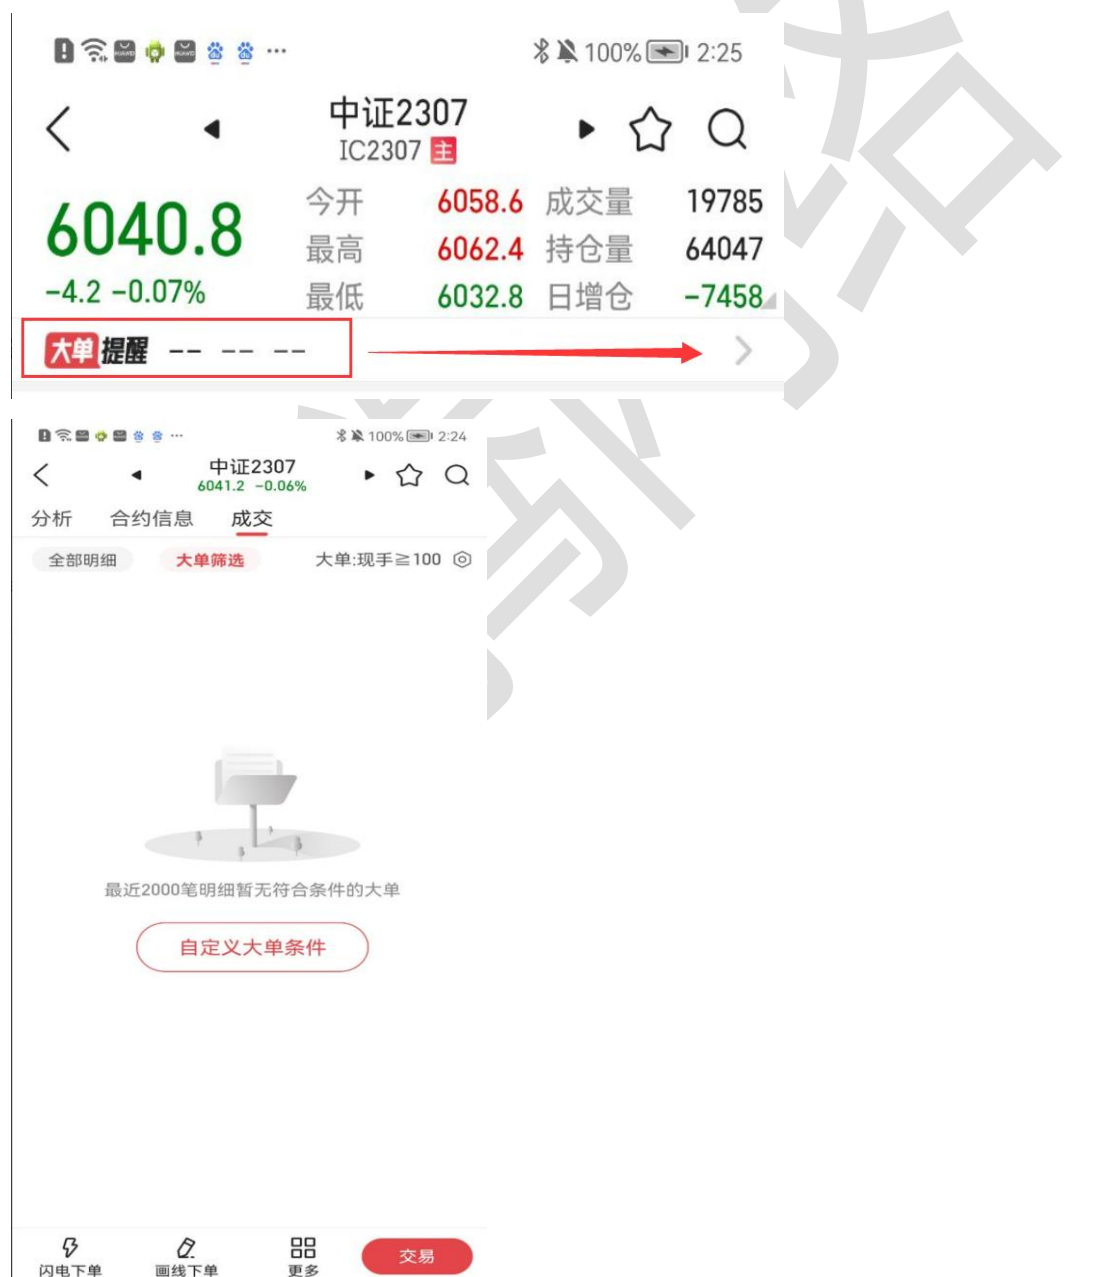 100% 2:25
中证2307
IC2307 主
6040.8
-4.2 -0.07%
今开 6058.6 成交量 19785
最高 6062.4 持仓量 64047
最低 6032.8 日增仓 -7458
大单 提醒 -- -- --
100% 2:24
中证2307
6041.2 -0.06%
分析 合约信息 成交
全部明细 大单筛选 大单:现手≧100
最近2000笔明细暂无符合条件的大单
自定义大单条件
闪电下单 画线下单 更多 交易